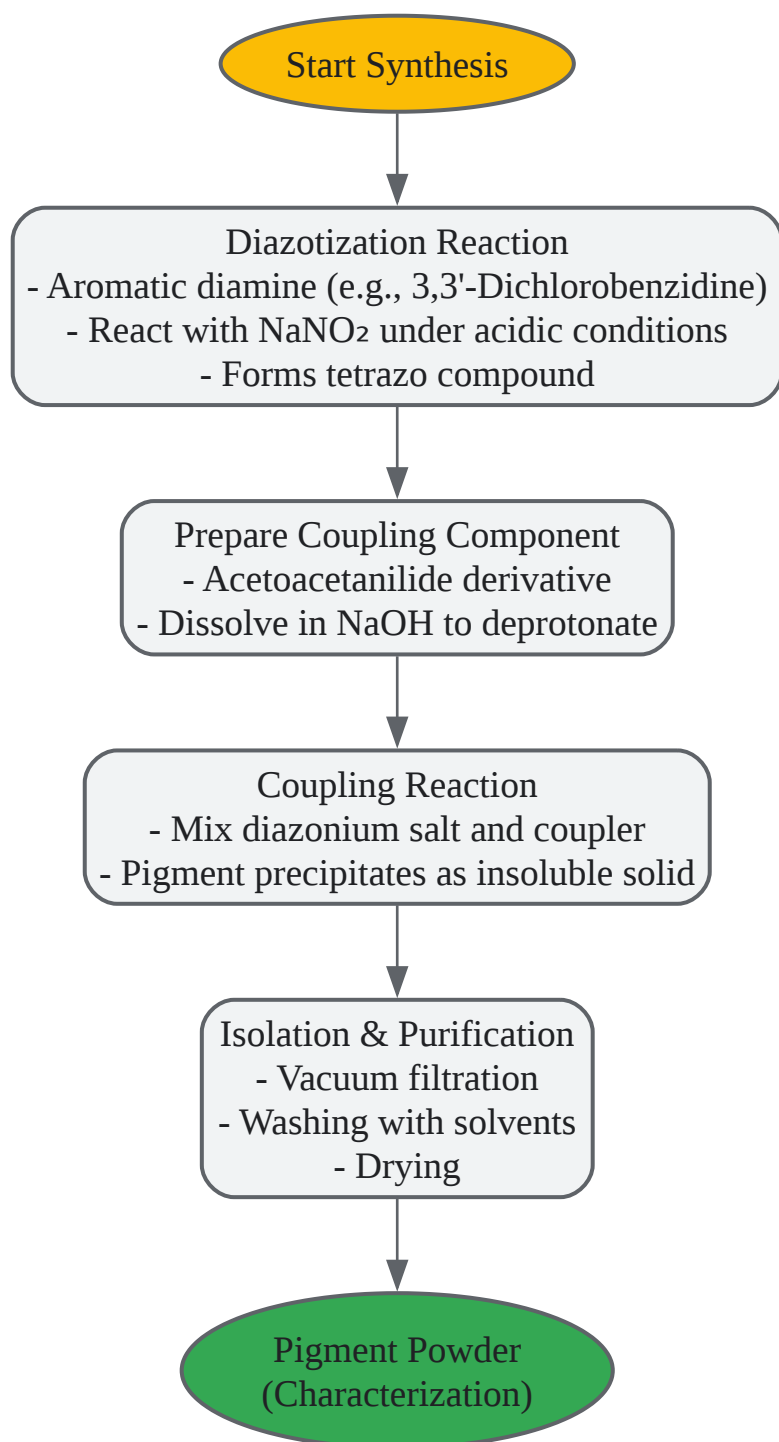 Start Synthesis
Diazotization Reaction
- Aromatic diamine (e.g., 3,3'-Dichlorobenzidine)
- React with NaNO₂ under acidic conditions
- Forms tetrazo compound
Prepare Coupling Component
- Acetoacetanilide derivative
- Dissolve in NaOH to deprotonate
Coupling Reaction
- Mix diazonium salt and coupler
- Pigment precipitates as insoluble solid
Isolation & Purification
- Vacuum filtration
- Washing with solvents
- Drying
Pigment Powder
(Characterization)